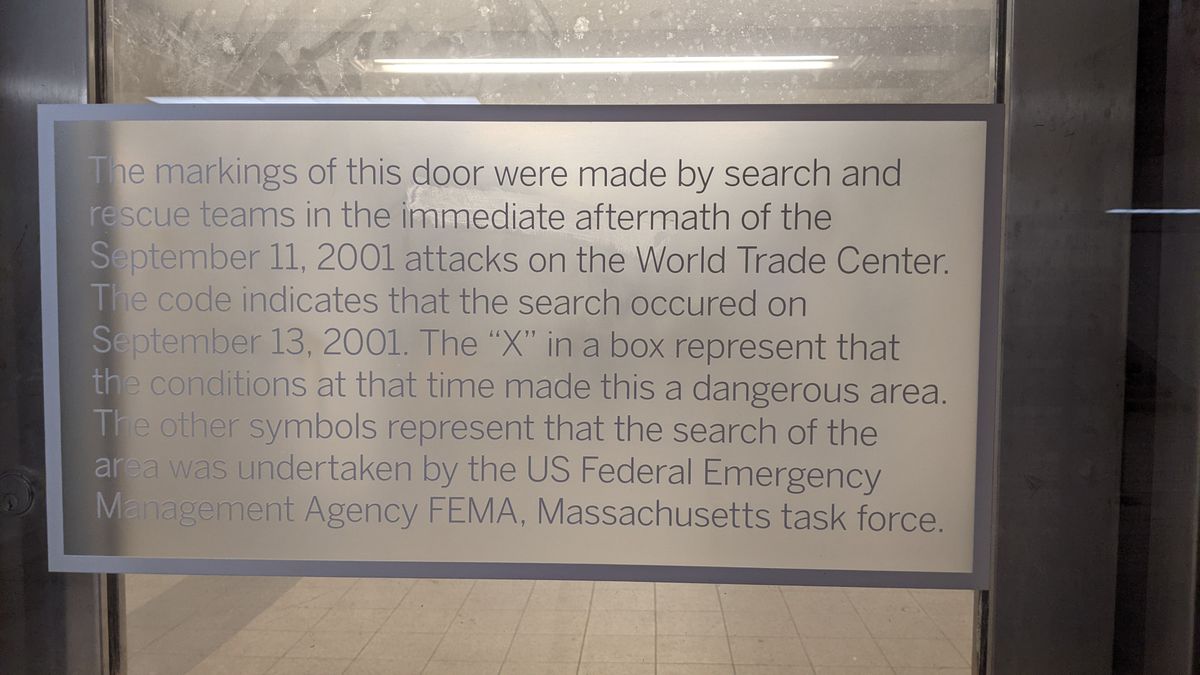 The markings of this door were made by search and
rescue teams in the immediate aftermath of the
September 11, 2001 attacks on the World Trade Center.
The code indicates that the search occured on
September 13, 2001. The “X” in a box represent that
the conditions at that time made this a dangerous area.
The other symbols represent that the search of the
area was undertaken by the US Federal Emergency
Management Agency FEMA, Massachusetts task force.